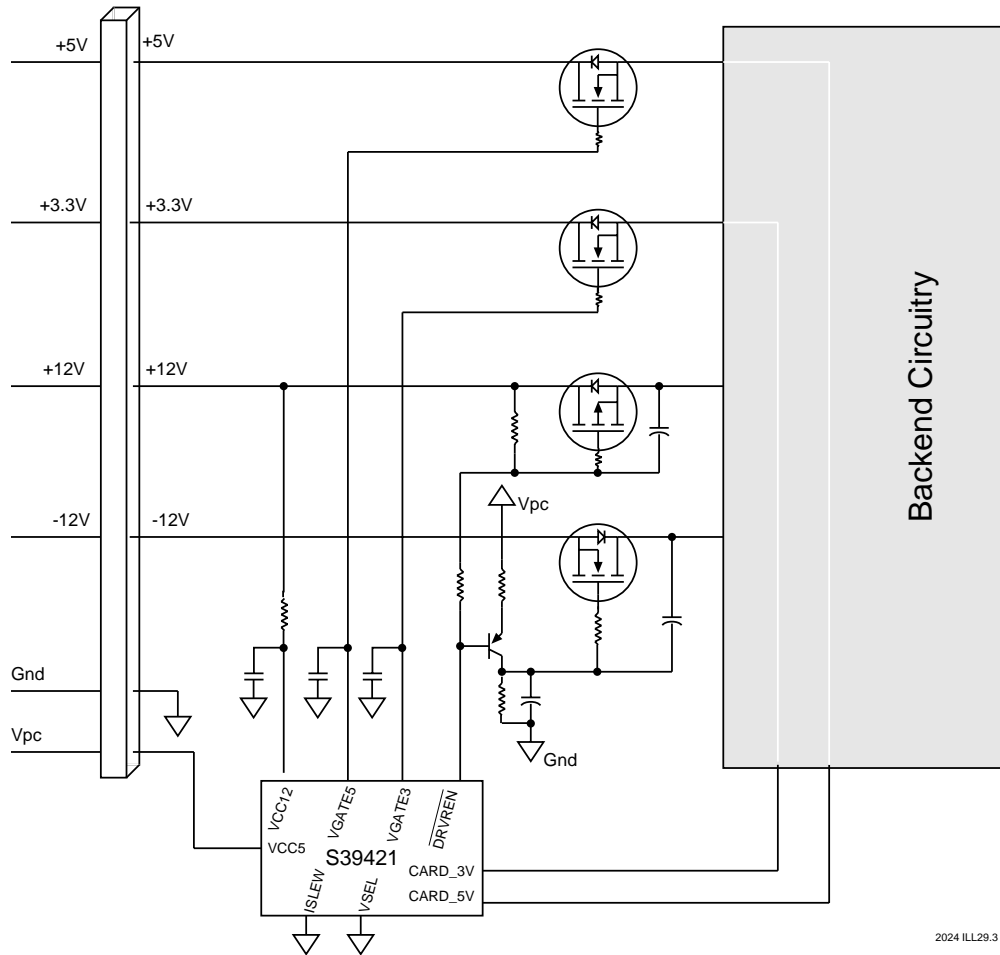 +5V
+5V
+3.3V
+3.3V
+12V
+12V
Vpc
-12V
-12V
Gnd
Vpc
Gnd
Backend Circuitry
VCC12
VGATE5
VGATE3
DRVREN
VCC5
S39421
CARD_3V
CARD_5V
ISLEW
VSEL
2024 ILL29.3